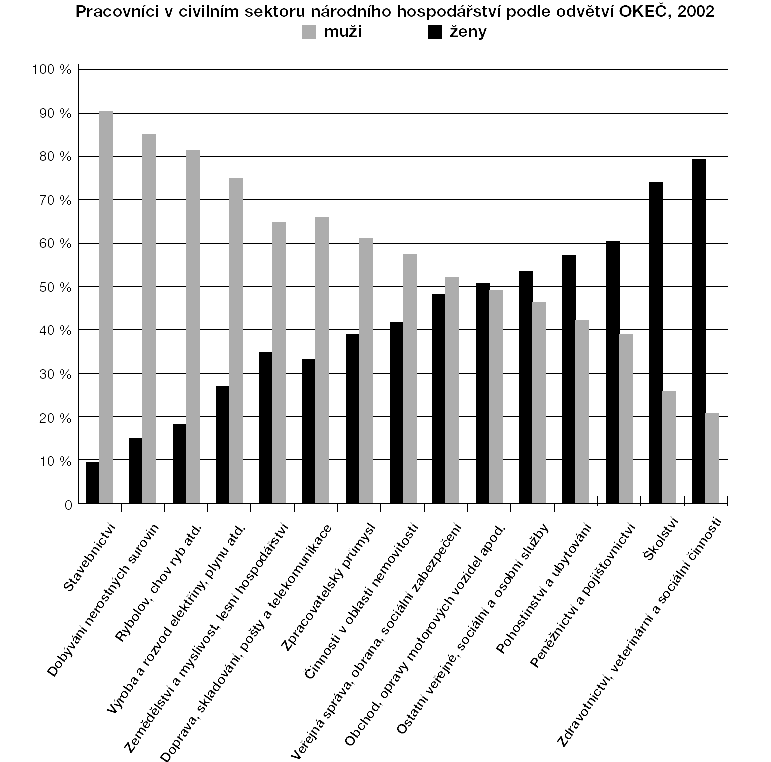 Pracovníci v civilním sektoru národního hospodářství podle odvětví OKEČ, 2002
muži ženy
100 %
90 %
80 %
70 %
60 %
50 %
40 %
30 %
20 %
10 %
0
Stavebnictví
Dobývání nerostných surovin
Rybolov, chov ryb atd.
Výroba a rozvod elektřiny, plynu atd.
Zemědělství a myslivost, lesní hospodářství
Doprava, skladování, pošty a telekomunikace
Zpracovatelský průmysl
Činnosti v oblasti nemovitostí
Veřejná správa, obrana, sociální zabezpečení
Obchod, opravy motorových vozidel apod.
Ostatní veřejné, sociální a osobní služby
Pohostinství a ubytování
Peněžnictví a pojišťovnictví
Školství
Zdravotnictví, veterinární a sociální činnosti